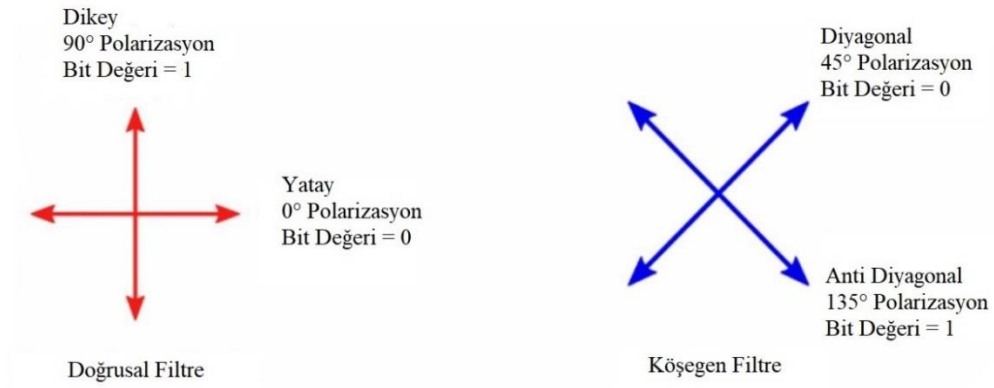 Dikey
90° Polarizasyon
Bit Değeri = 1
Yatay
0° Polarizasyon
Bit Değeri = 0
Doğrusal Filtre
Diyagonal
45° Polarizasyon
Bit Değeri = 0
Anti Diyagonal
135° Polarizasyon
Bit Değeri = 1
Köşegen Filtre